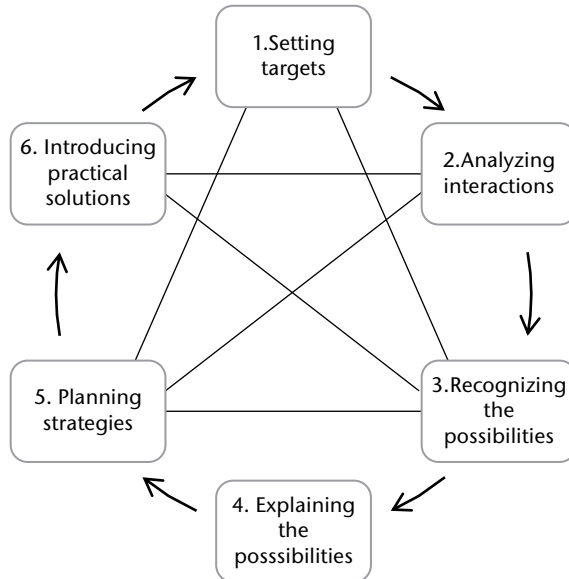 1.Setting
targets
2.Analyzing
interactions
3.Recognizing
the
possibilities
4. Explaining
the
posssibilities
5. Planning
strategies
6. Introducing
practical
solutions